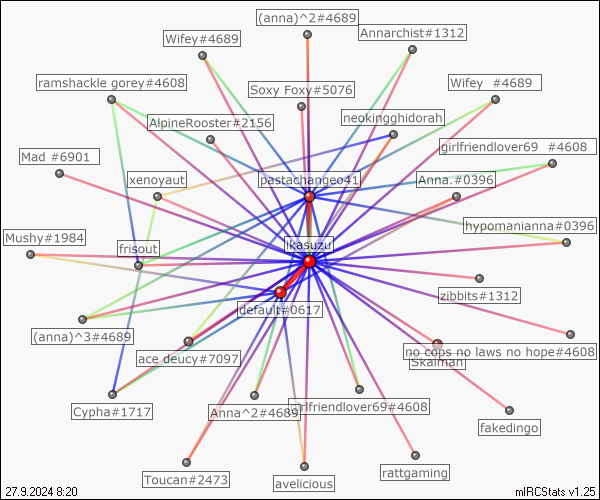 (anna)^2#4689
Annarchist#1312
Wifey#4689
ramshackle gorey#4608
Soxy Foxy#5076
Wifey #4689
AlpineRooster#2156
neokingghidorah
girlfriendlover69 #4608
Mad #6901
xenoyaut
pastachangeo41
Anna.#0396
Mushy#1984
frisout
ikasuzu
hypomanianna#0396
zibbits#1312
(anna)^3#4689
default#0617
ace deucy#7097
no cops no laws no hope#4608
Skalman
Cypha#1717
Anna^2#4689
girlfriendlover69#4608
fakedingo
Toucan#2473
avelicious
rattgaming
27.9.2024 8:20
mIRCStats v1.25